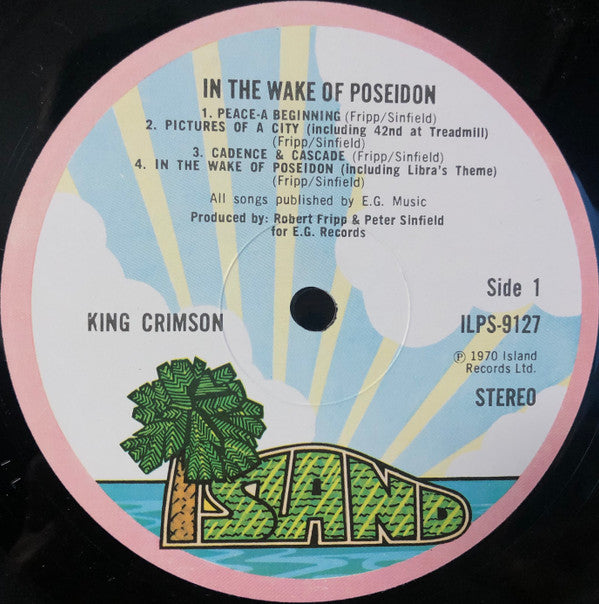 IN THE WAKE OF POSEIDON
1. PEACE-A BEGINNING (Fripp/Sinfield)
2. PICTURES OF A CITY (including 42nd at Treadmill)
(Fripp/Sinfield)
3. CADENCE & CASCADE (Fripp/Sinfield)
4. IN THE WAKE OF POSEIDON (including Libra's Theme)
(Fripp/Sinfield)
All songs published by E.G. Music
Produced by: Robert Fripp & Peter Sinfield
for E.G. Records
Side 1
KING CRIMSON
ILPS-9127
℗ 1970 Island
Records Ltd.
STEREO
ISLAND